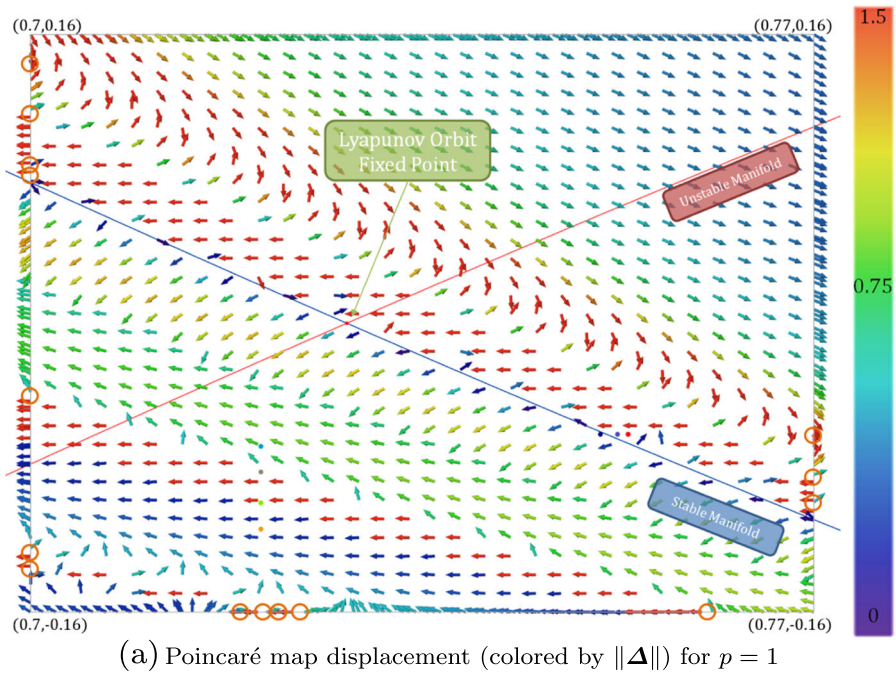 (0.7,0.16)
(0.77,0.16)
1.5
Lyapunov Orbit
Fixed Point
Unstable Manifold
0.75
Stable Manifold
0
(0.7,-0.16)
(0.77,-0.16)
(a) Poincaré map displacement (colored by ‖Δ‖) for p = 1